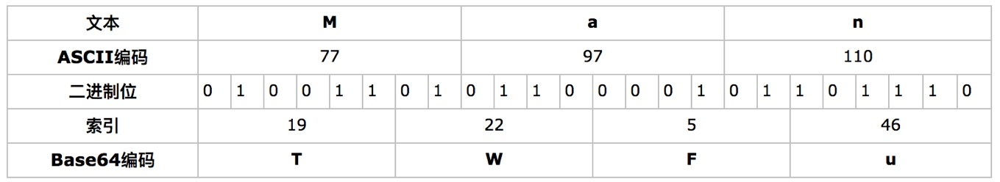 文本 M a n
ASCII编码 77 97 110
二进制位 0 1 0 0 1 1 0 1 0 1 1 0 0 0 0 1 0 1 1 0 1 1 1 0
索引 19 22 5 46
Base64编码 T W F u